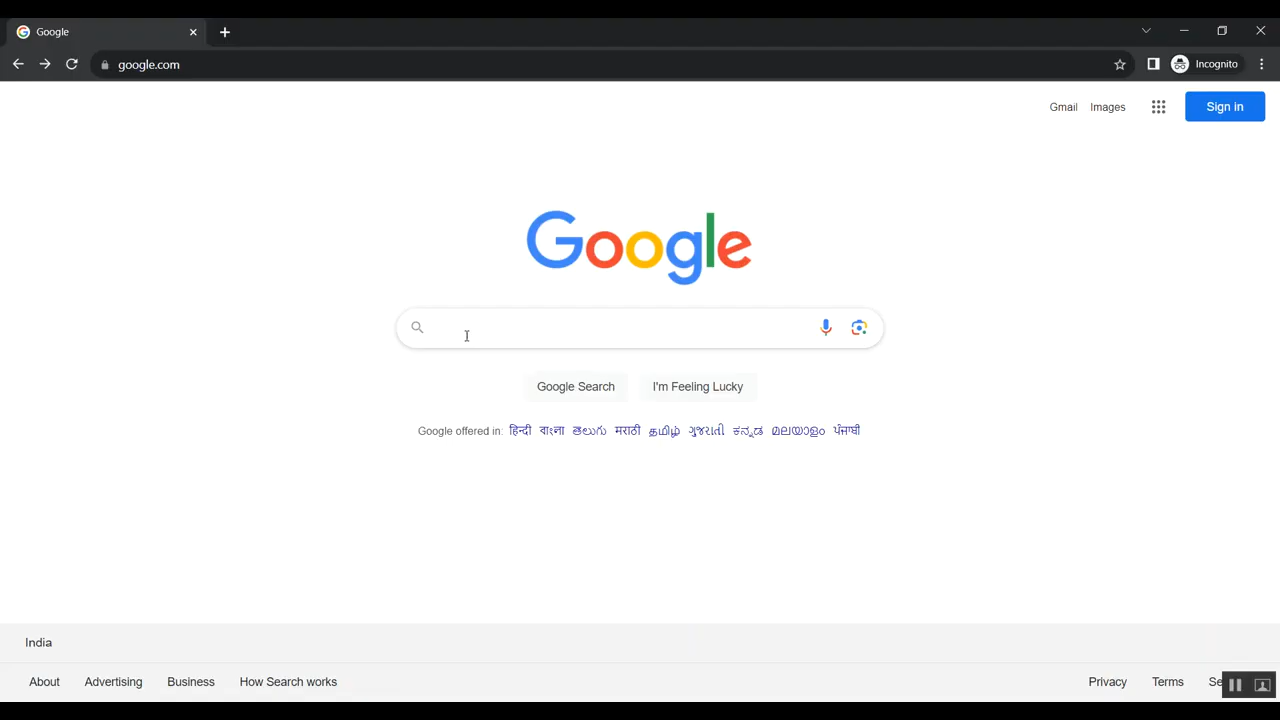 Google
google.com
Incognito
Gmail Images Sign in
Google
Google Search I'm Feeling Lucky
Google offered in: हिन्दी বাংলা తెలుగు मराठी தமிழ் ગુજરાતી ಕನ್ನಡ മലയാളം ਪੰਜਾਬੀ
India
About Advertising Business How Search works Privacy Terms Se